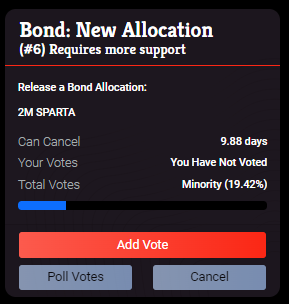 Bond: New Allocation
(#6) Requires more support
Release a Bond Allocation:
2M SPARTA
Can Cancel 9.88 days
Your Votes You Have Not Voted
Total Votes Minority (19.42%)
Add Vote
Poll Votes Cancel